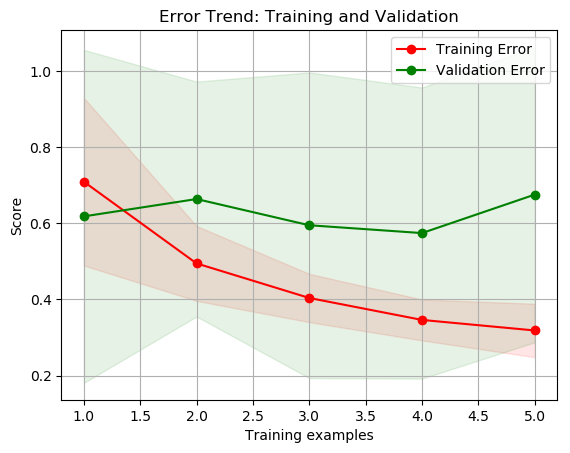 Error Trend: Training and Validation
Training Error
Validation Error
Score
1.0
0.8
0.6
0.4
0.2
1.0 1.5 2.0 2.5 3.0 3.5 4.0 4.5 5.0
Training examples